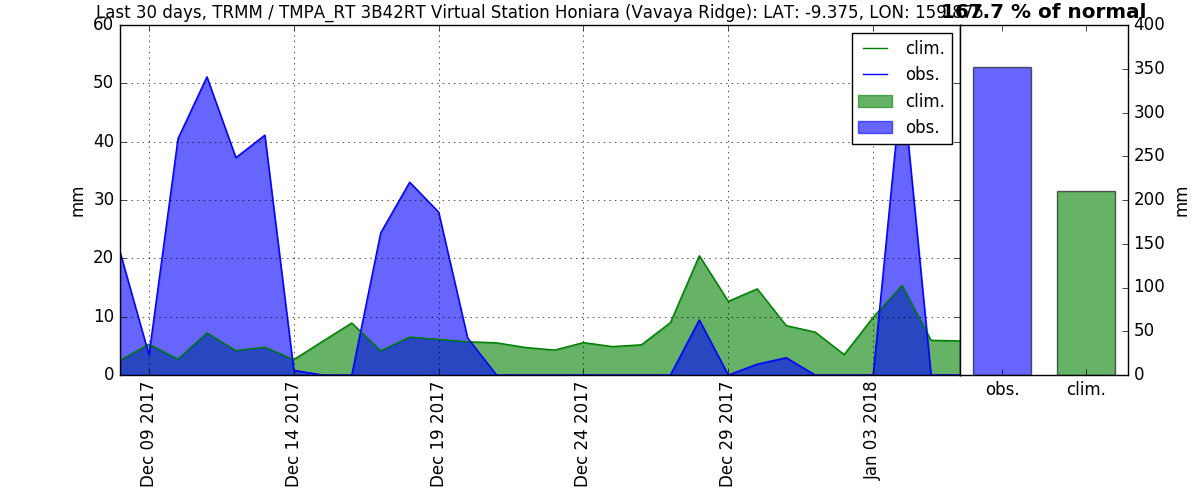 Last 30 days, TRMM / TMPA_RT 3B42RT Virtual Station Honiara (Vavaya Ridge): LAT: -9.375, LON: 159.875
167.7 % of normal
60
50
40
30
20
10
0
mm
clim.
obs.
clim.
obs.
Dec 09 2017
Dec 14 2017
Dec 19 2017
Dec 24 2017
Dec 29 2017
Jan 03 2018
400
350
300
250
200
150
100
50
0
mm
obs.
clim.